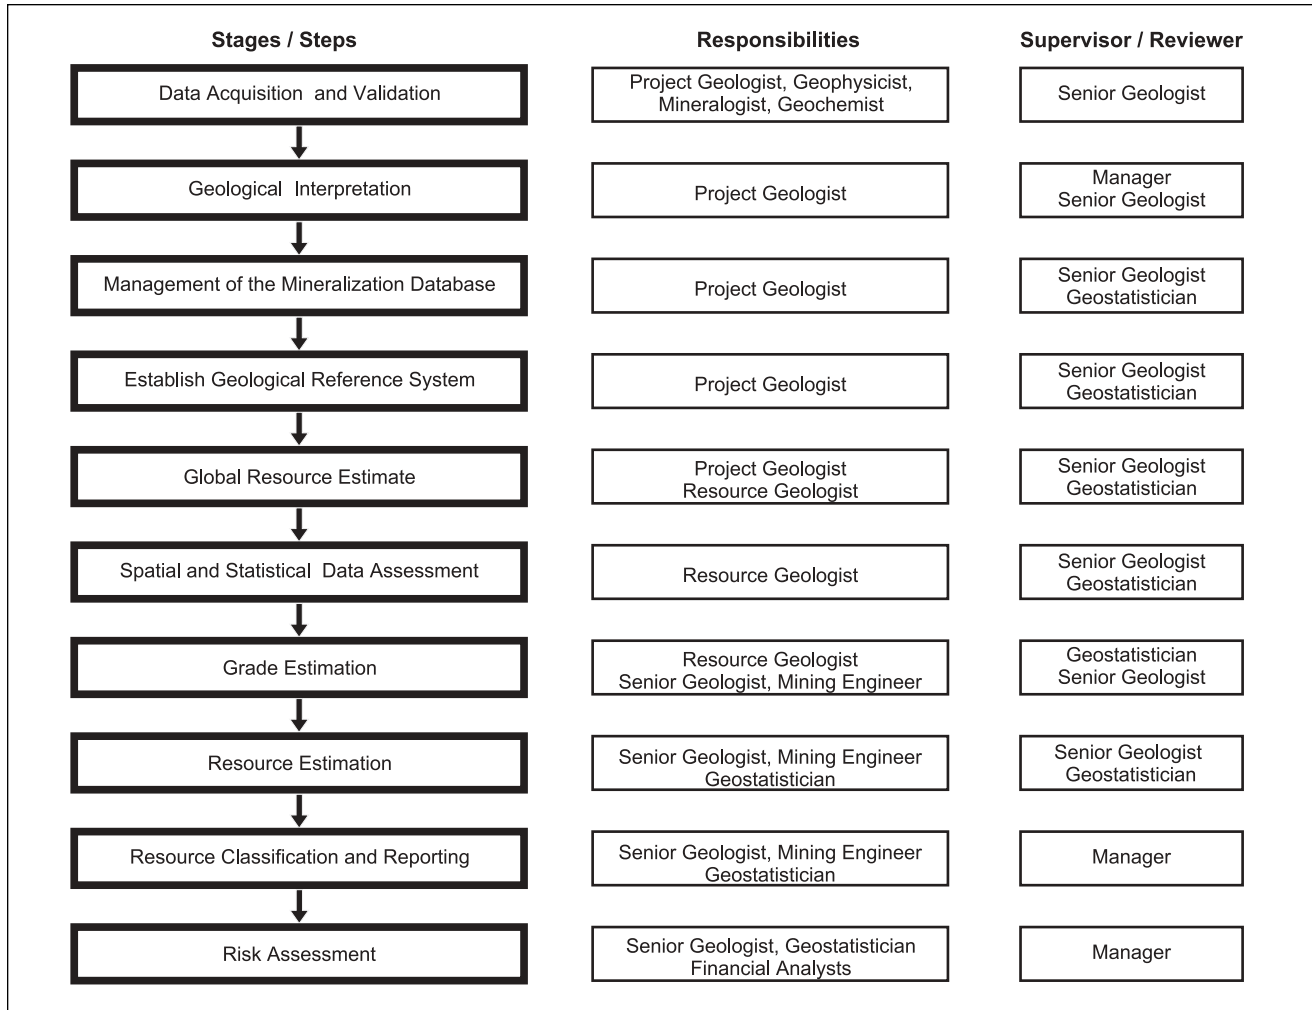 Stages / Steps
Responsibilities
Supervisor / Reviewer
Data Acquisition and Validation
Project Geologist, Geophysicist,
Mineralogist, Geochemist
Senior Geologist
Geological Interpretation
Project Geologist
Manager
Senior Geologist
Management of the Mineralization Database
Project Geologist
Senior Geologist
Geostatistician
Establish Geological Reference System
Project Geologist
Senior Geologist
Geostatistician
Global Resource Estimate
Project Geologist
Resource Geologist
Senior Geologist
Geostatistician
Spatial and Statistical Data Assessment
Resource Geologist
Senior Geologist
Geostatistician
Grade Estimation
Resource Geologist
Senior Geologist, Mining Engineer
Geostatistician
Senior Geologist
Resource Estimation
Senior Geologist, Mining Engineer
Geostatistician
Senior Geologist
Geostatistician
Resource Classification and Reporting
Senior Geologist, Mining Engineer
Geostatistician
Manager
Risk Assessment
Senior Geologist, Geostatistician
Financial Analysts
Manager